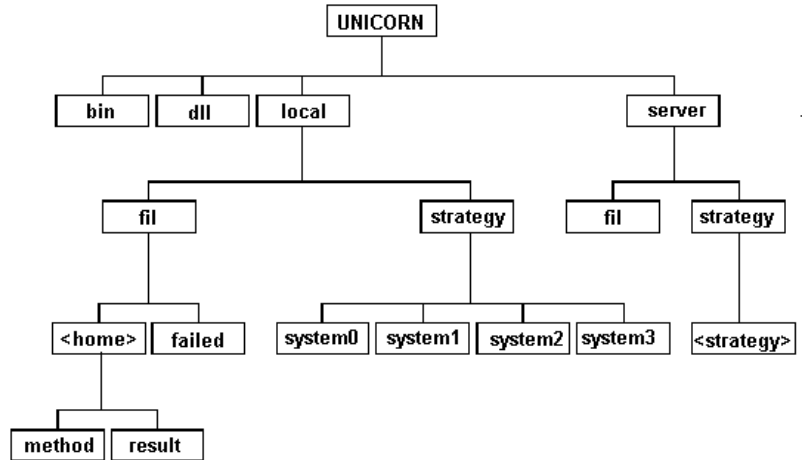 UNICORN
bin dll local server
fil strategy fil strategy
<home> failed system0 system1 system2 system3 <strategy>
method result